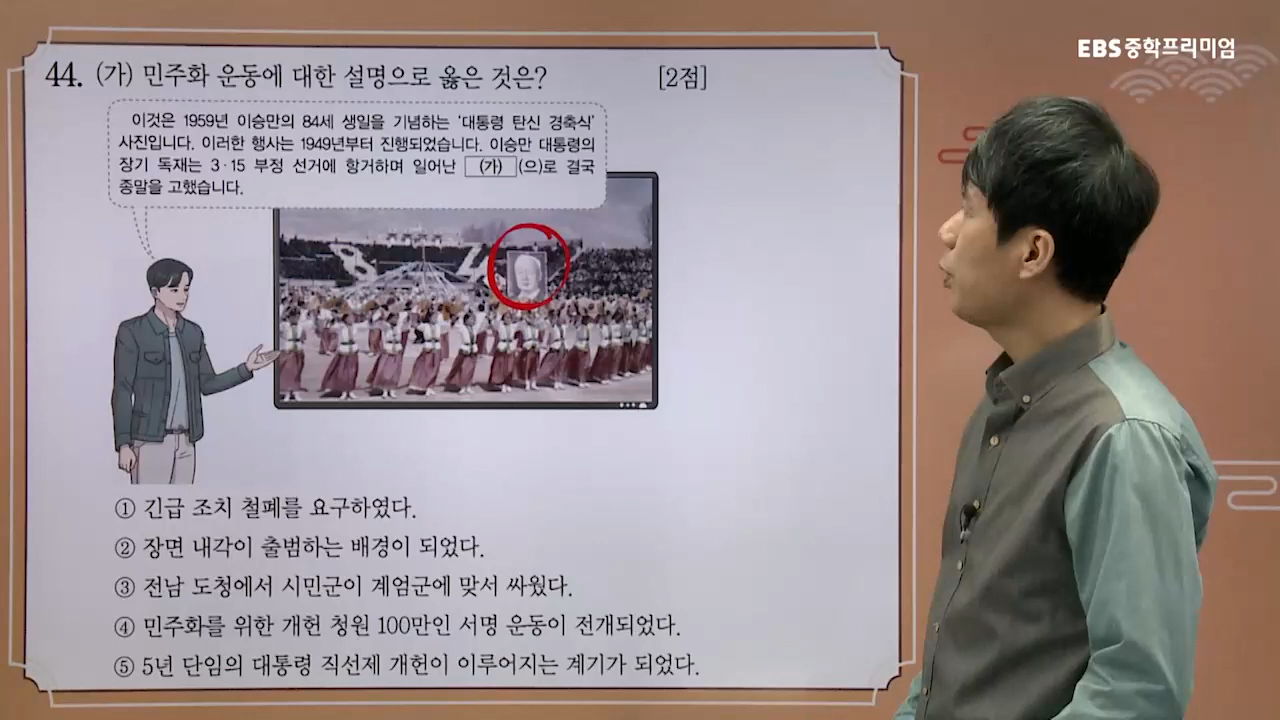 EBS 중학프리미엄
44. (가) 민주화 운동에 대한 설명으로 옳은 것은? [2점]
이것은 1959년 이승만의 84세 생일을 기념하는 '대통령 탄신 경축식'
사진입니다. 이러한 행사는 1949년부터 진행되었습니다. 이승만 대통령의
장기 독재는 3·15 부정 선거에 항거하며 일어난 (가) (으)로 결국
종말을 고했습니다.
① 긴급 조치 철폐를 요구하였다.
② 장면 내각이 출범하는 배경이 되었다.
③ 전남 도청에서 시민군이 계엄군에 맞서 싸웠다.
④ 민주화를 위한 개헌 청원 100만인 서명 운동이 전개되었다.
⑤ 5년 단임의 대통령 직선제 개헌이 이루어지는 계기가 되었다.